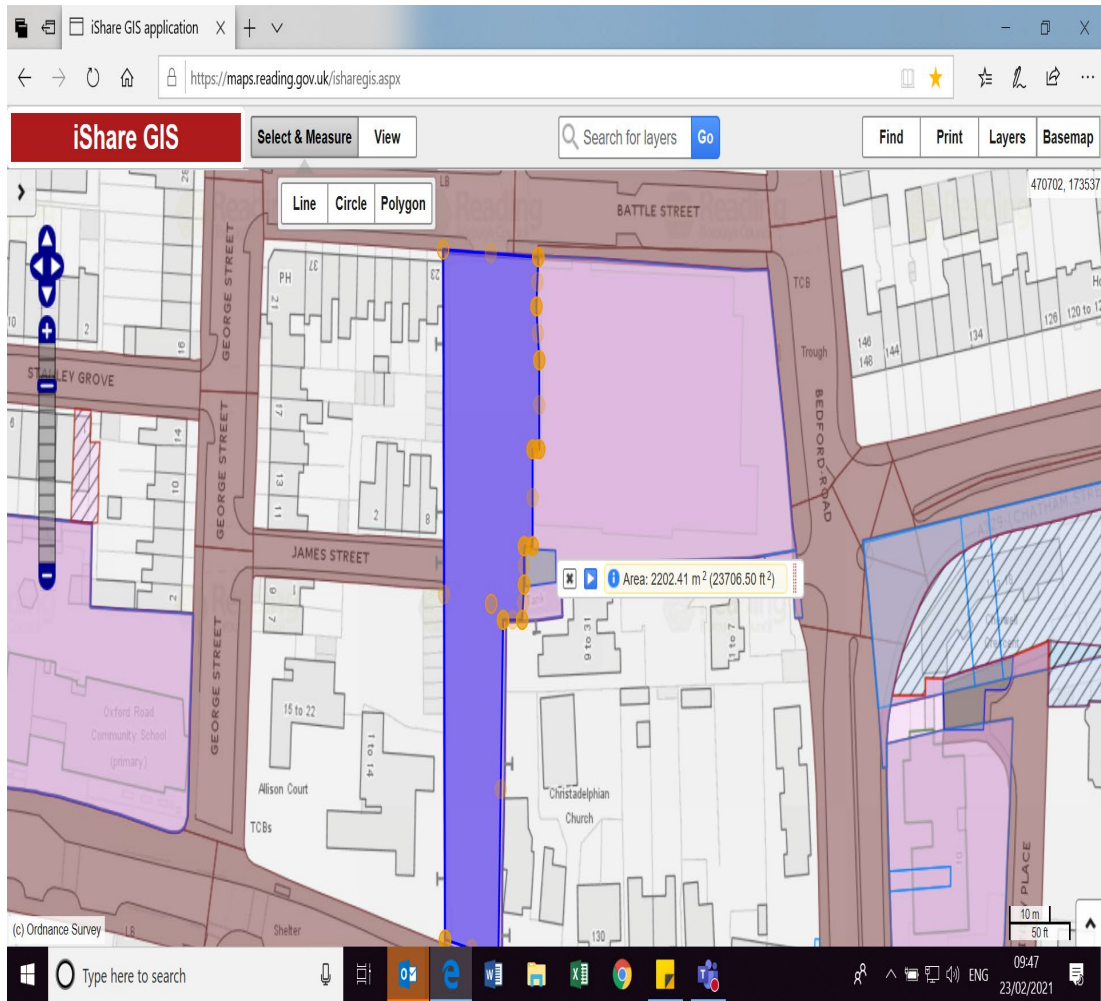 iShare GIS application
https://maps.reading.gov.uk/isharegis.aspx
iShare GIS
Select & Measure
View
Search for layers
Go
Find
Print
Layers
Basemap
Line
Circle
Polygon
470702, 173537
LB
BATTLE STREET
GEORGE STREET
PH
37
23
21
TCB
Trough
146
148
144
134
126
120 to
10
2
16
STANLEY GROVE
GEORGE STREET
BEDFORD ROAD
17
14
10
13
11
2
8
JAMES STREET
CHATHAM STRE
Area: 2202.41 m² (23706.50 ft²)
2
9
7
9 to 31
1 to 7
GEORGE STREET
Oxford Road
Community School
(primary)
15 to 22
1 to 14
Allison Court
TCBs
Christadelphian
Church
PLACE
Shelter
LB
130
10 m
50 ft
(c) Ordnance Survey
Type here to search
ENG
09:47
23/02/2021